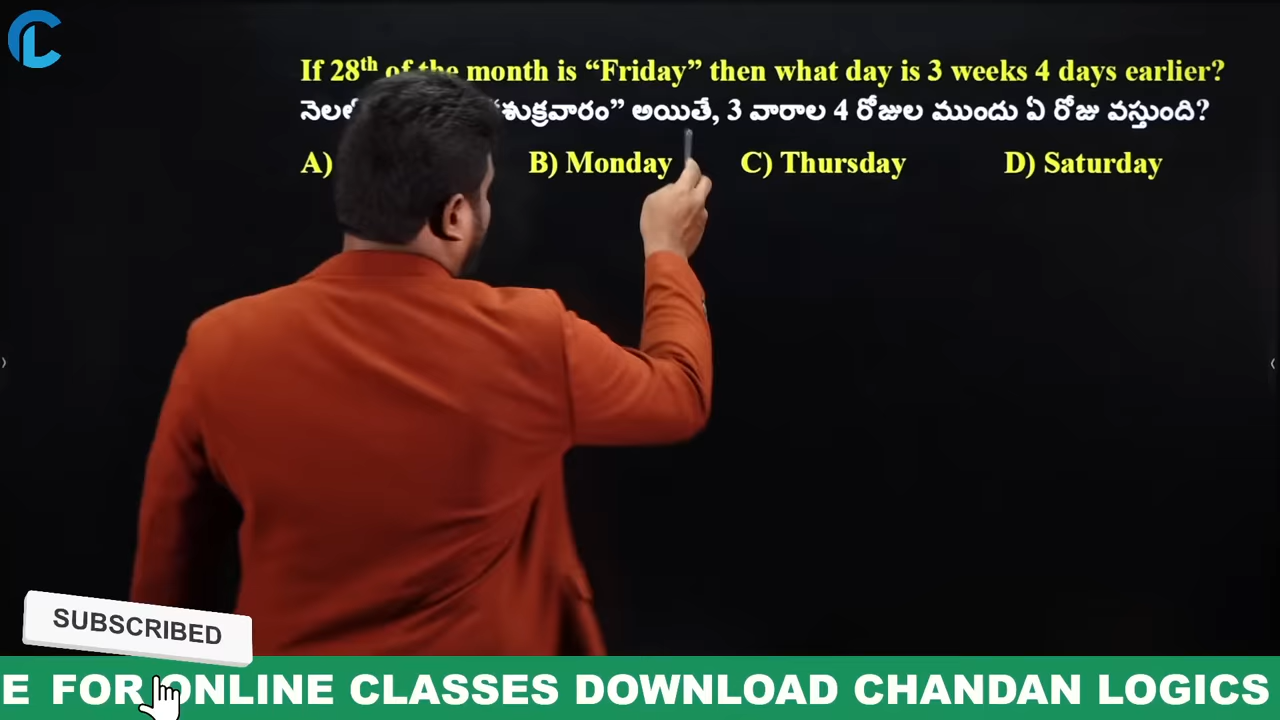 If 28th of the month is “Friday” then what day is 3 weeks 4 days earlier?
శుక్రవారం” అయితే, 3 వారాల 4 రోజుల ముందు ఏ రోజు వస్తుంది?
A) B) Monday C) Thursday D) Saturday
SUBSCRIBED
E FOR ONLINE CLASSES DOWNLOAD CHANDAN LOGICS